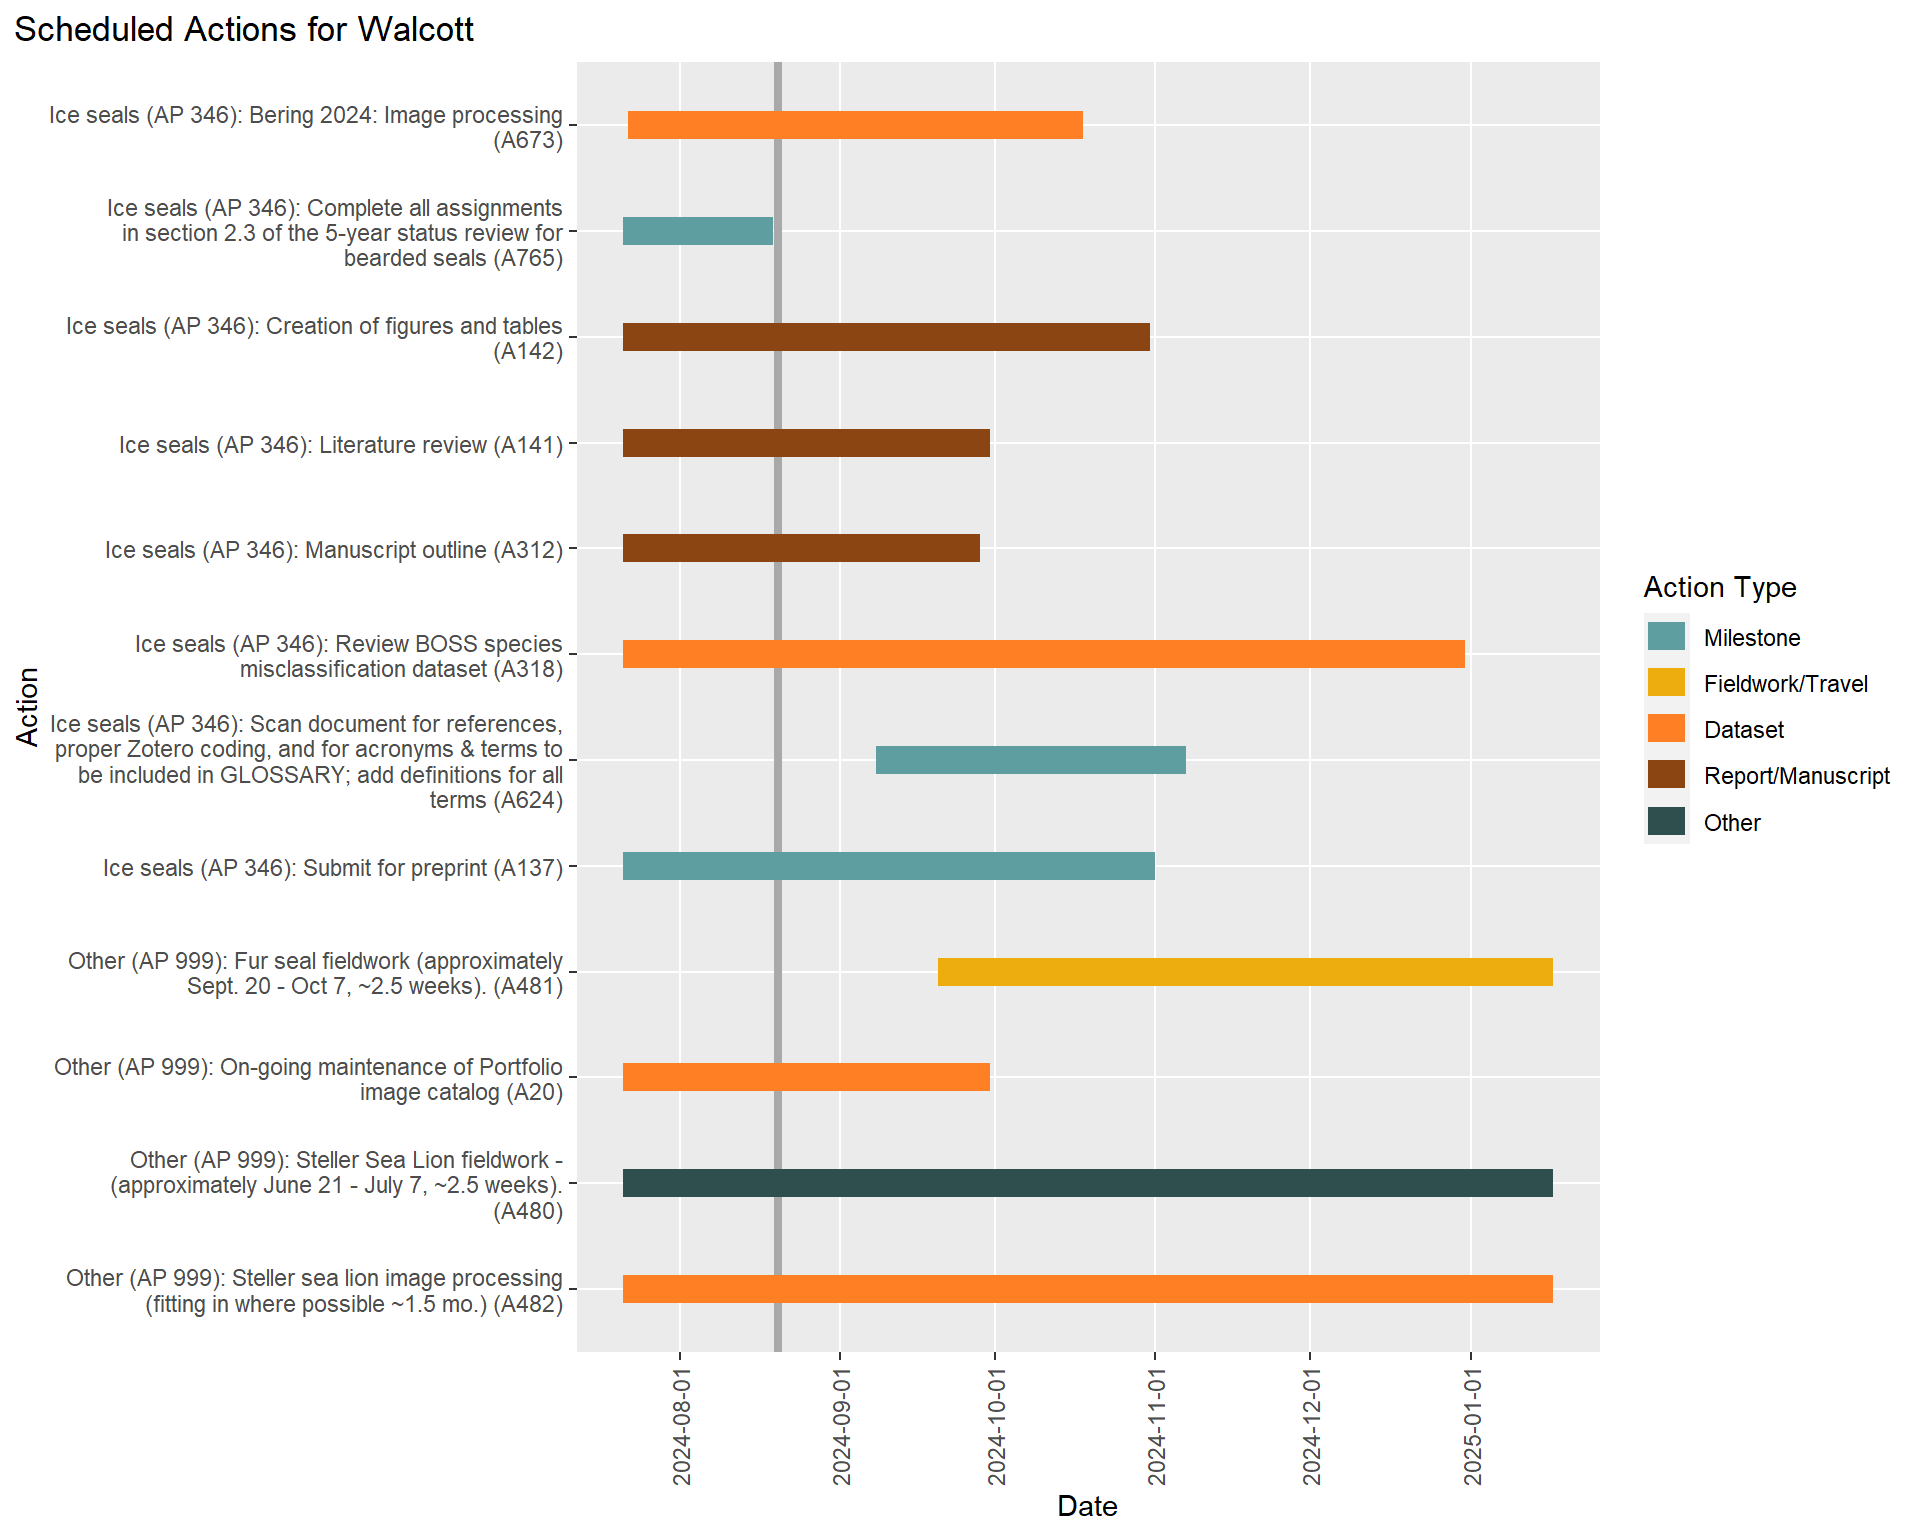 Scheduled Actions for Walcott
Ice seals (AP 346): Bering 2024: Image processing
(A673)
Ice seals (AP 346): Complete all assignments
in section 2.3 of the 5-year status review for
bearded seals (A765)
Ice seals (AP 346): Creation of figures and tables
(A142)
Ice seals (AP 346): Literature review (A141)
Ice seals (AP 346): Manuscript outline (A312)
Ice seals (AP 346): Review BOSS species
misclassification dataset (A318)
Ice seals (AP 346): Scan document for references,
proper Zotero coding, and for acronyms & terms to
be included in GLOSSARY; add definitions for all
terms (A624)
Ice seals (AP 346): Submit for preprint (A137)
Other (AP 999): Fur seal fieldwork (approximately
Sept. 20 - Oct 7, ~2.5 weeks). (A481)
Other (AP 999): On-going maintenance of Portfolio
image catalog (A20)
Other (AP 999): Steller Sea Lion fieldwork -
(approximately June 21 - July 7, ~2.5 weeks).
(A480)
Other (AP 999): Steller sea lion image processing
(fitting in where possible ~1.5 mo.) (A482)
Action
2024-08-01
2024-09-01
2024-10-01
2024-11-01
2024-12-01
2025-01-01
Date
Action Type
Milestone
Fieldwork/Travel
Dataset
Report/Manuscript
Other